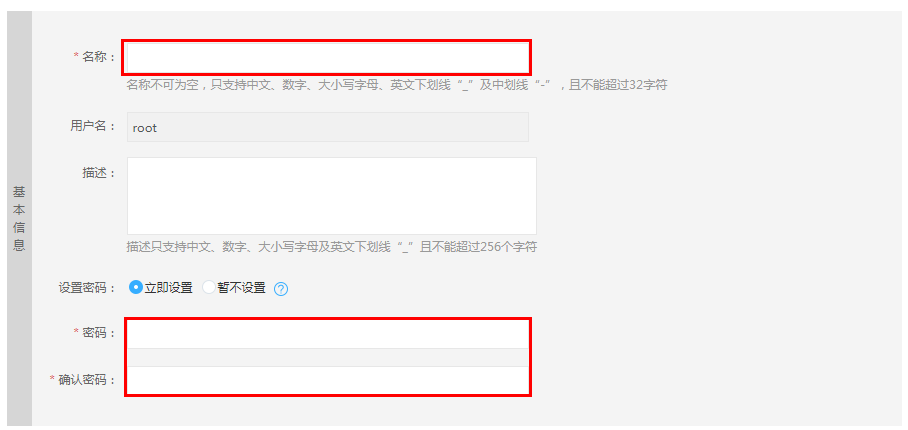 基本信息
* 名称：
名称不可为空，只支持中文、数字、大小写字母、英文下划线“_”及中划线“-”，且不能超过32字符
用户名： root
描述：
描述只支持中文、数字、大小写字母及英文下划线“_”且不能超过256个字符
设置密码： 立即设置 暂不设置 ?
* 密码：
* 确认密码：